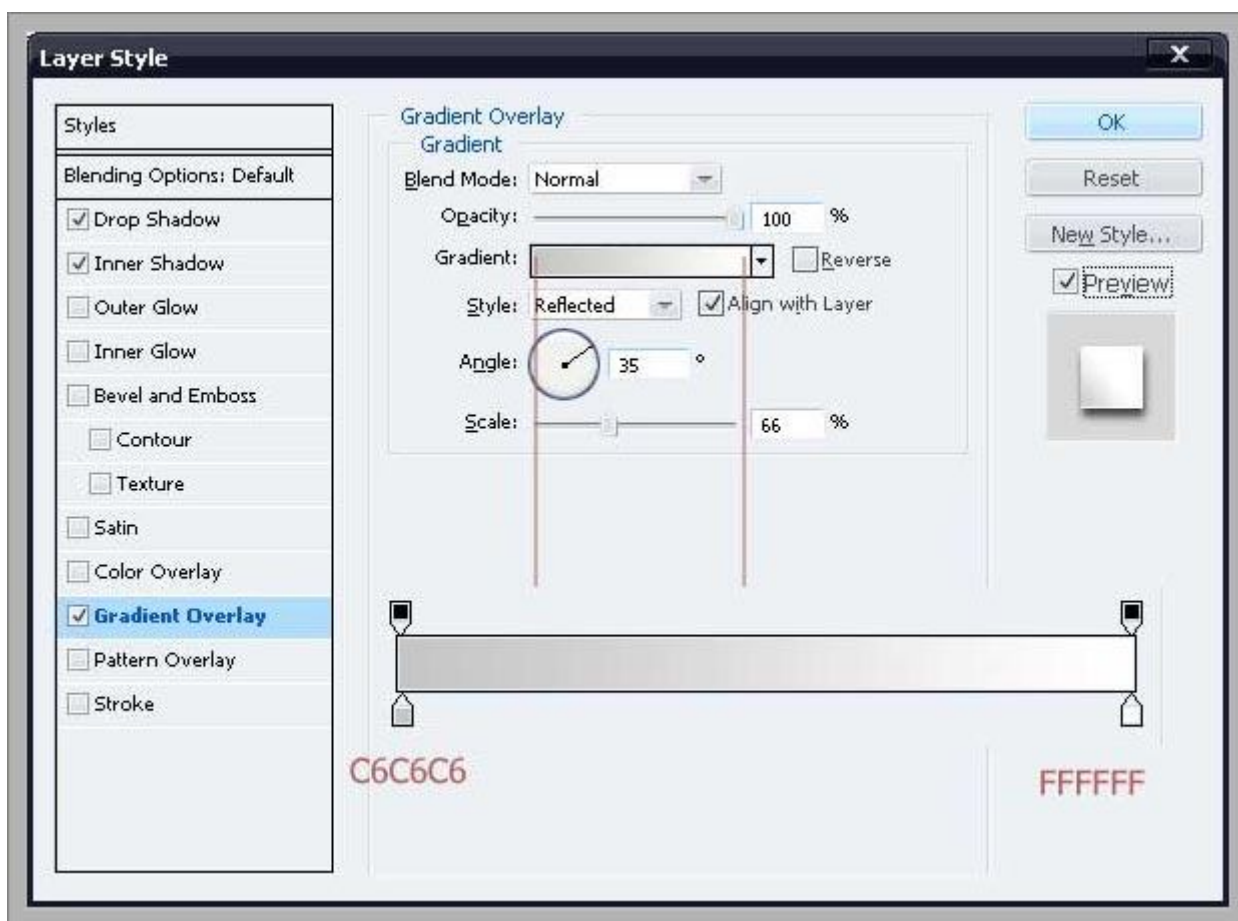 Layer Style
X
Styles
Blending Options: Default
Drop Shadow
Inner Shadow
Outer Glow
Inner Glow
Bevel and Emboss
Contour
Texture
Satin
Color Overlay
Gradient Overlay
Pattern Overlay
Stroke
Gradient Overlay
Gradient
Blend Mode: Normal
Opacity: 100 %
Gradient: Reverse
Style: Reflected Align with Layer
Angle: 35 °
Scale: 66 %
OK
Reset
New Style...
Preview
C6C6C6
FFFFFF